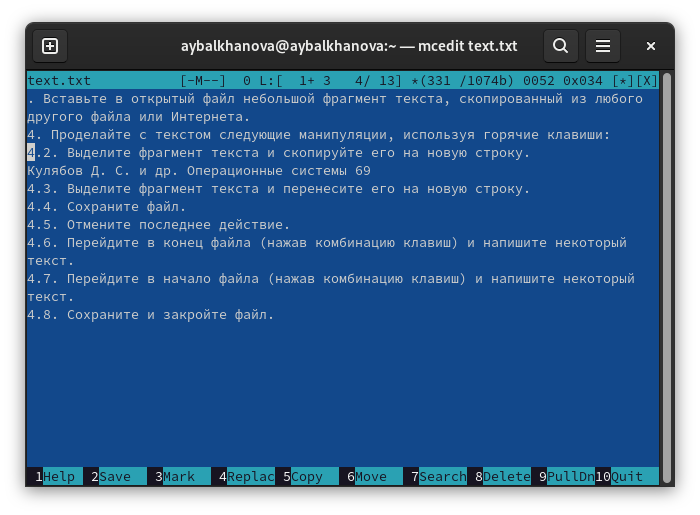 aybalkhanova@aybalkhanova:~ — mcedit text.txt
text.txt [-M--] 0 L:[ 1+ 3 4/ 13] *(331 /1074b) 0052 0x034 [*][X]
. Вставьте в открытый файл небольшой фрагмент текста, скопированный из любого
другого файла или Интернета.
4. Проделайте с текстом следующие манипуляции, используя горячие клавиши:
4.2. Выделите фрагмент текста и скопируйте его на новую строку.
Кулябов Д. С. и др. Операционные системы 69
4.3. Выделите фрагмент текста и перенесите его на новую строку.
4.4. Сохраните файл.
4.5. Отмените последнее действие.
4.6. Перейдите в конец файла (нажав комбинацию клавиш) и напишите некоторый
текст.
4.7. Перейдите в начало файла (нажав комбинацию клавиш) и напишите некоторый
текст.
4.8. Сохраните и закройте файл.
1Help 2Save 3Mark 4Replac 5Copy 6Move 7Search 8Delete 9PullDn 10Quit